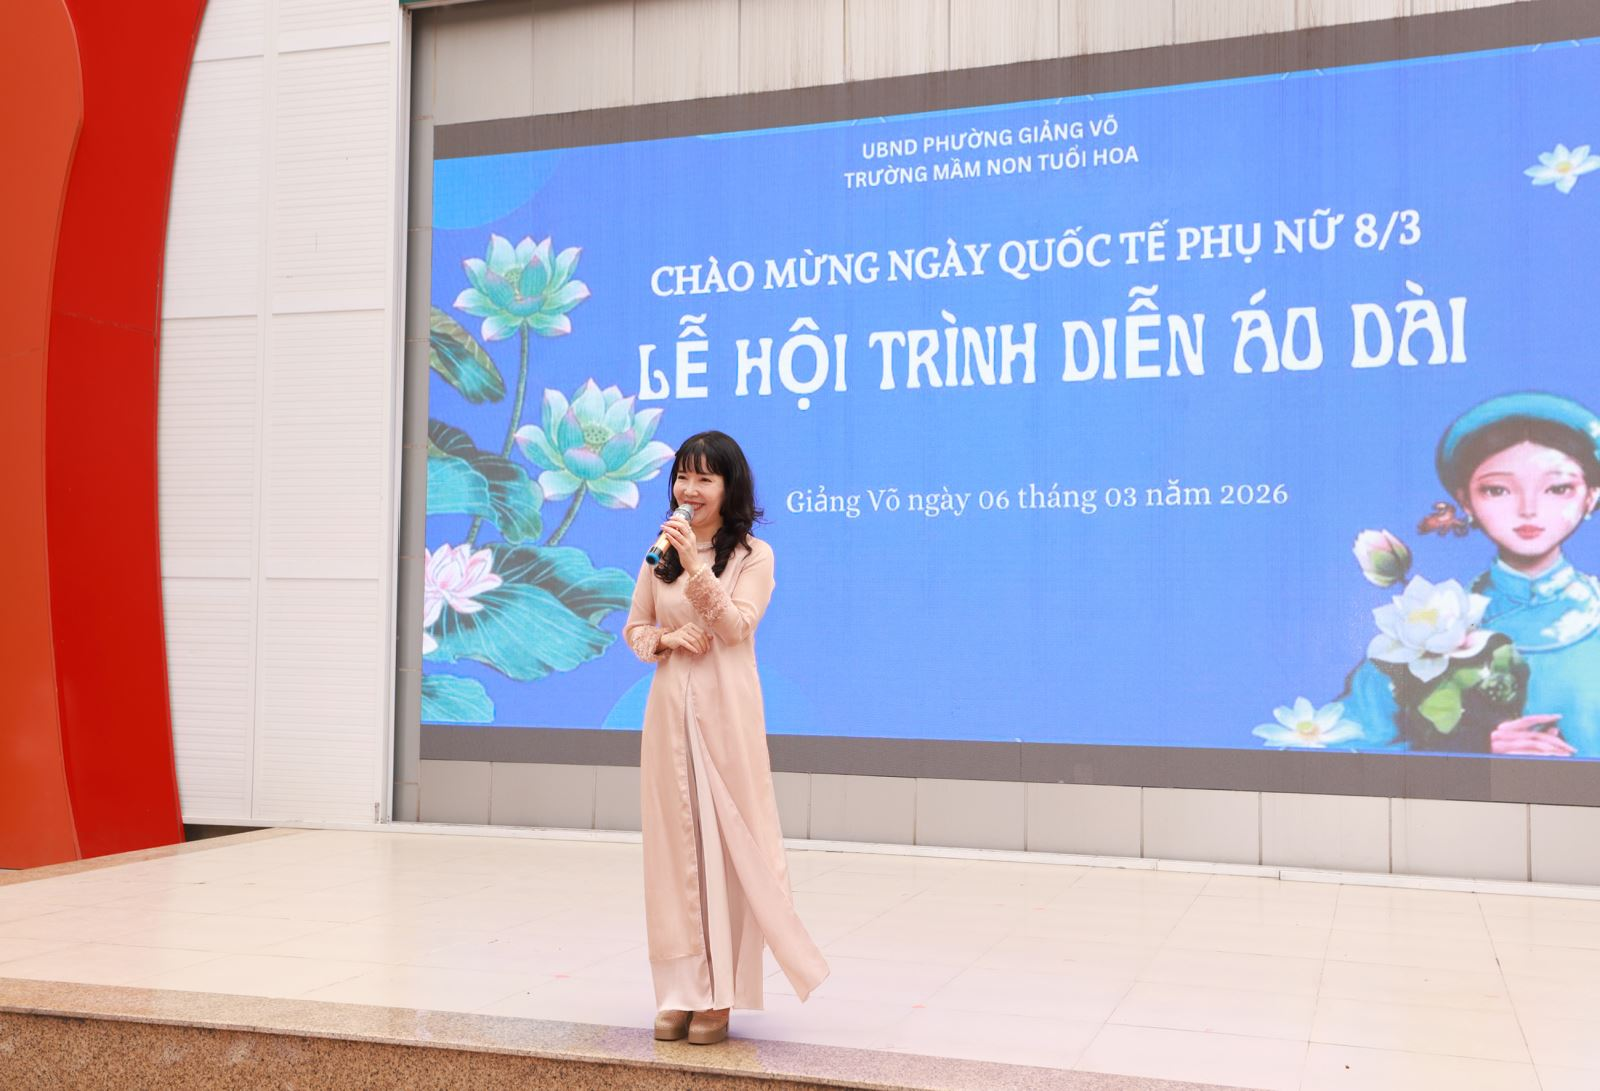 UBND PHƯỜNG GIẢNG VÕ
TRƯỜNG MẦM NON TUỔI HOA
CHÀO MỪNG NGÀY QUỐC TẾ PHỤ NỮ 8/3
LỄ HỘI TRÌNH DIỄN ÁO DÀI
Giảng Võ ngày 06 tháng 03 năm 2026